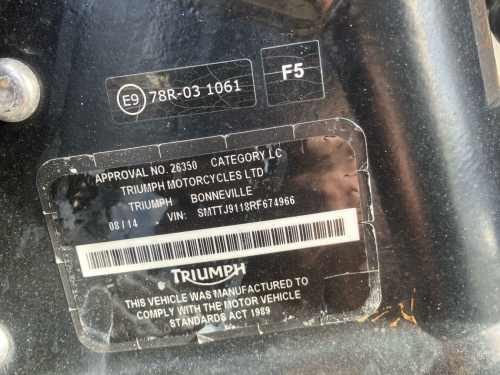 E9 78R-03 1061
F5
APPROVAL NO. 26350 CATEGORY LC
TRIUMPH MOTORCYCLES LTD
TRIUMPH BONNEVILLE
08/14 VIN: SMTTJ9118RF674966
TRIUMPH
THIS VEHICLE WAS MANUFACTURED TO
COMPLY WITH THE MOTOR VEHICLE
STANDARDS ACT 1989